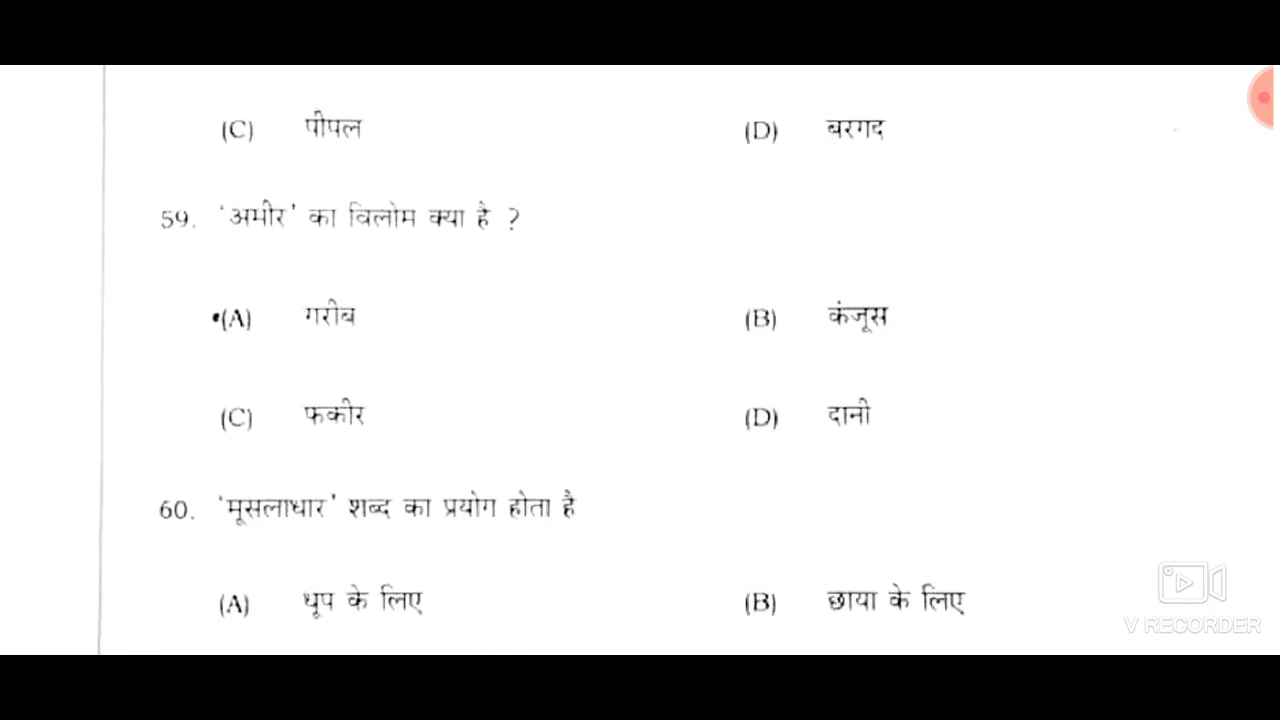 (C) पीपल (D) बरगद
59. 'अमीर' का विलोम क्या है ?
(A) गरीब (B) कंजूस
(C) फकीर (D) दानी
60. 'मूसलाधार' शब्द का प्रयोग होता है
(A) धूप के लिए (B) छाया के लिए
V RECORDER